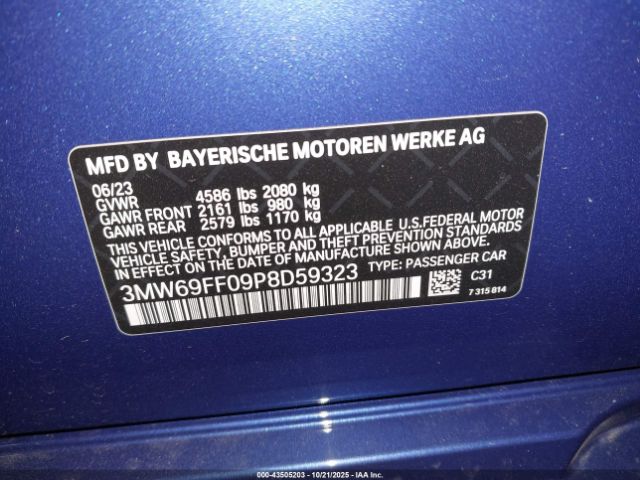 MFD BY BAYERISCHE MOTOREN WERKE AG
06/23
GVWR 4586 lbs 2080 kg
GAWR FRONT 2161 lbs 980 kg
GAWR REAR 2579 lbs 1170 kg
THIS VEHICLE CONFORMS TO ALL APPLICABLE U.S.FEDERAL MOTOR
VEHICLE SAFETY, BUMPER AND THEFT PREVENTION STANDARDS
IN EFFECT ON THE DATE OF MANUFACTURE SHOWN ABOVE.
3MW69FF09P8D59323 TYPE: PASSENGER CAR
C31
7 315 814
000-43505203 - 10/21/2025 - IAA Inc.